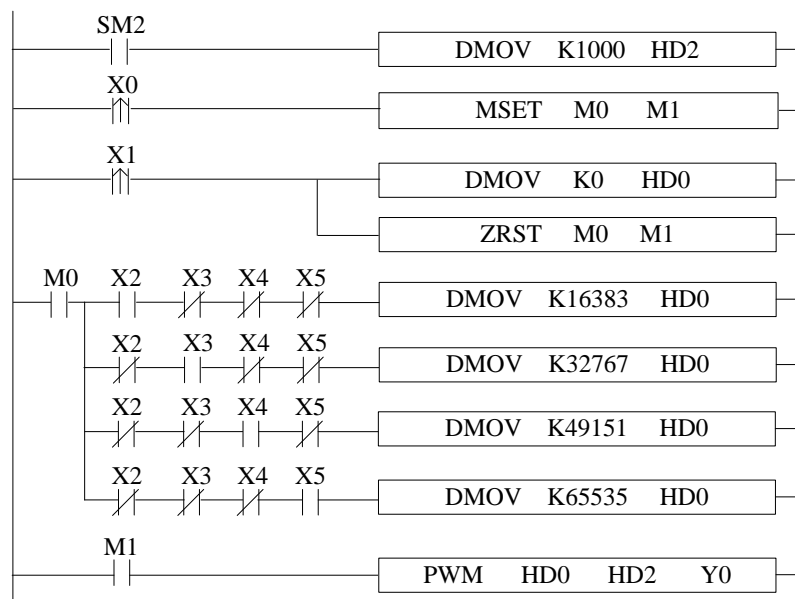 SM2
DMOV K1000 HD2
X0
MSET M0 M1
X1
DMOV K0 HD0
ZRST M0 M1
M0 X2 X3 X4 X5
DMOV K16383 HD0
X2 X3 X4 X5
DMOV K32767 HD0
X2 X3 X4 X5
DMOV K49151 HD0
X2 X3 X4 X5
DMOV K65535 HD0
M1
PWM HD0 HD2 Y0